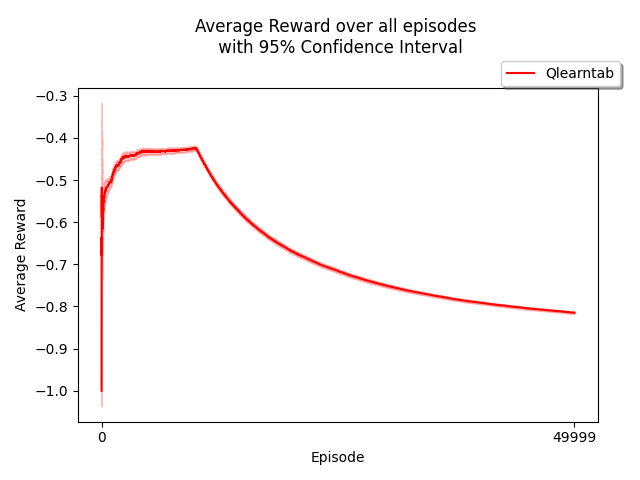 Average Reward over all episodes
with 95% Confidence Interval
Qlearntab
−0.3
−0.4
−0.5
−0.6
−0.7
−0.8
−0.9
−1.0
Average Reward
0 49999
Episode